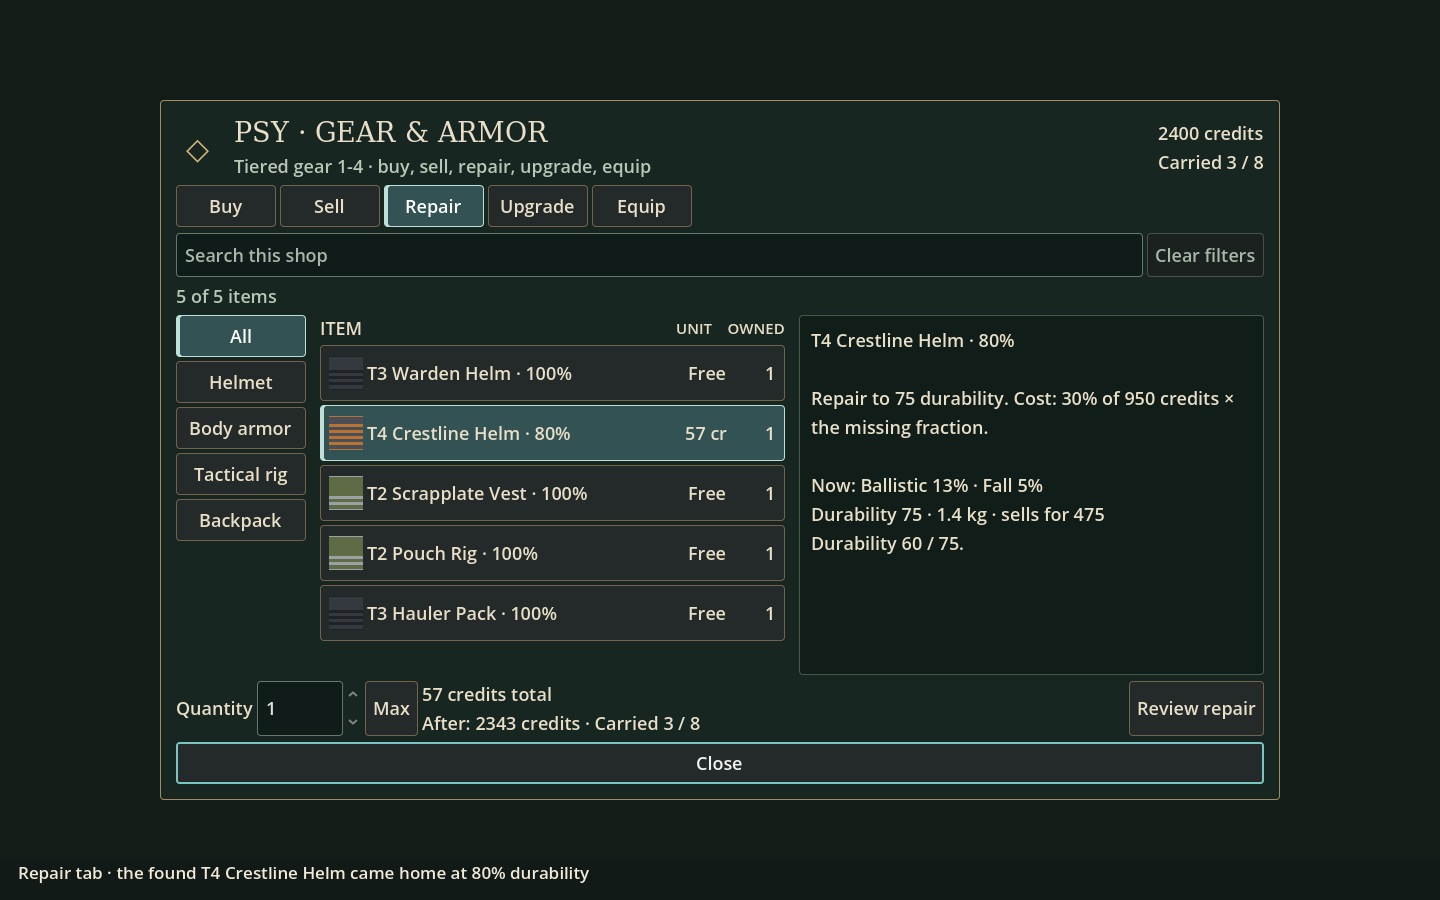 PSY · GEAR & ARMOR
Tiered gear 1-4 · buy, sell, repair, upgrade, equip
2400 credits
Carried 3 / 8
Buy
Sell
Repair
Upgrade
Equip
Search this shop
Clear filters
5 of 5 items
All
Helmet
Body armor
Tactical rig
Backpack
ITEM UNIT OWNED
T3 Warden Helm · 100% Free 1
T4 Crestline Helm · 80% 57 cr 1
T2 Scrapplate Vest · 100% Free 1
T2 Pouch Rig · 100% Free 1
T3 Hauler Pack · 100% Free 1
T4 Crestline Helm · 80%
Repair to 75 durability. Cost: 30% of 950 credits ×
the missing fraction.
Now: Ballistic 13% · Fall 5%
Durability 75 · 1.4 kg · sells for 475
Durability 60 / 75.
Quantity 1
Max
57 credits total
After: 2343 credits · Carried 3 / 8
Review repair
Close
Repair tab · the found T4 Crestline Helm came home at 80% durability